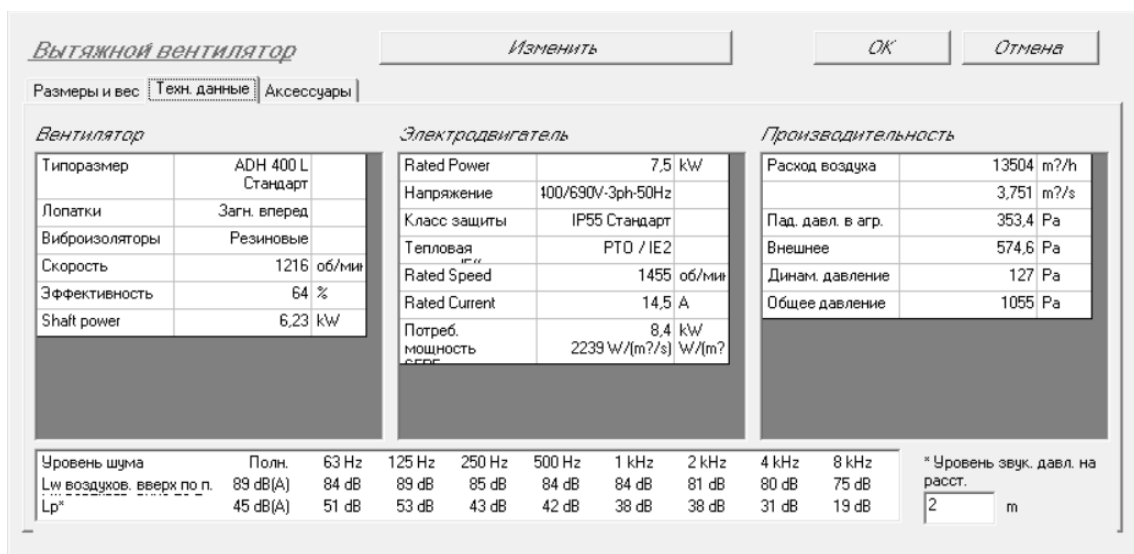 Вытяжной вентилятор
Изменить
OK
Отмена
Размеры и вес Техн. данные Аксессуары
Вентилятор
Типоразмер ADH 400 L
Стандарт
Лопатки Загн. вперед
Виброизоляторы Резиновые
Скорость 1216 об/мин
Эффективность 64 %
Shaft power 6,23 kW
Электродвигатель
Rated Power 7,5 kW
Напряжение 400/690V-3ph-50Hz
Класс защиты IP55 Стандарт
Тепловая PTO / IE2
Rated Speed 1455 об/мин
Rated Current 14,5 A
Потреб. 8,4 kW
мощность 2239 W/(m?/s) W/(m?
Производительность
Расход воздуха 13504 m?/h
3,751 m?/s
Пад. давл. в агр. 353,4 Pa
Внешнее 574,6 Pa
Динам. давление 127 Pa
Общее давление 1055 Pa
Уровень шума Полн. 63 Hz 125 Hz 250 Hz 500 Hz 1 kHz 2 kHz 4 kHz 8 kHz
Lw воздухов. вверх по п. 89 dB(A) 84 dB 89 dB 85 dB 84 dB 84 dB 81 dB 80 dB 75 dB
Lp* 45 dB(A) 51 dB 53 dB 43 dB 42 dB 38 dB 38 dB 31 dB 19 dB
* Уровень звук. давл. на
расст.
2 m